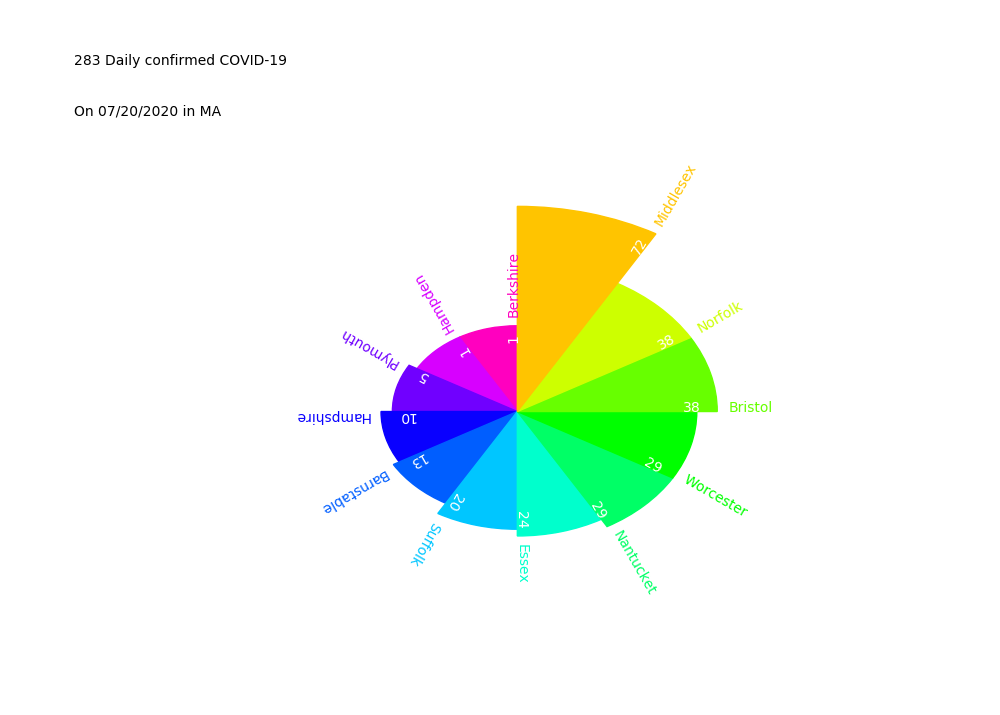 283 Daily confirmed COVID-19
On 07/20/2020 in MA
Middlesex
72
Norfolk
38
Bristol
38
Worcester
29
Nantucket
29
Essex
24
Suffolk
20
Barnstable
13
Hampshire
10
Plymouth
5
Hampden
1
Berkshire
1